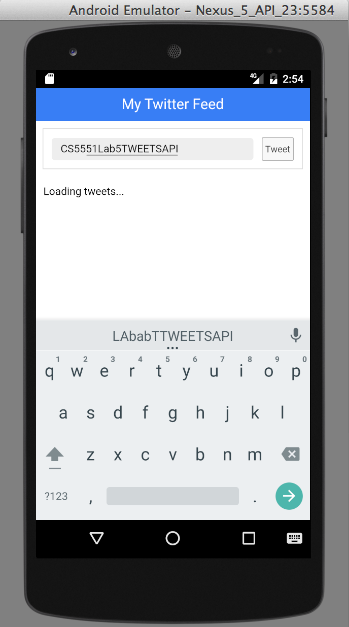 Android Emulator – Nexus_5_API_23:5584
4G 2:54
My Twitter Feed
CS5551Lab5TWEETSAPI Tweet
Loading tweets...
LAbabTTWEETSAPI
1 2 3 4 5 6 7 8 9 0
q w e r t y u i o p
a s d f g h j k l
z x c v b n m
?123 , .